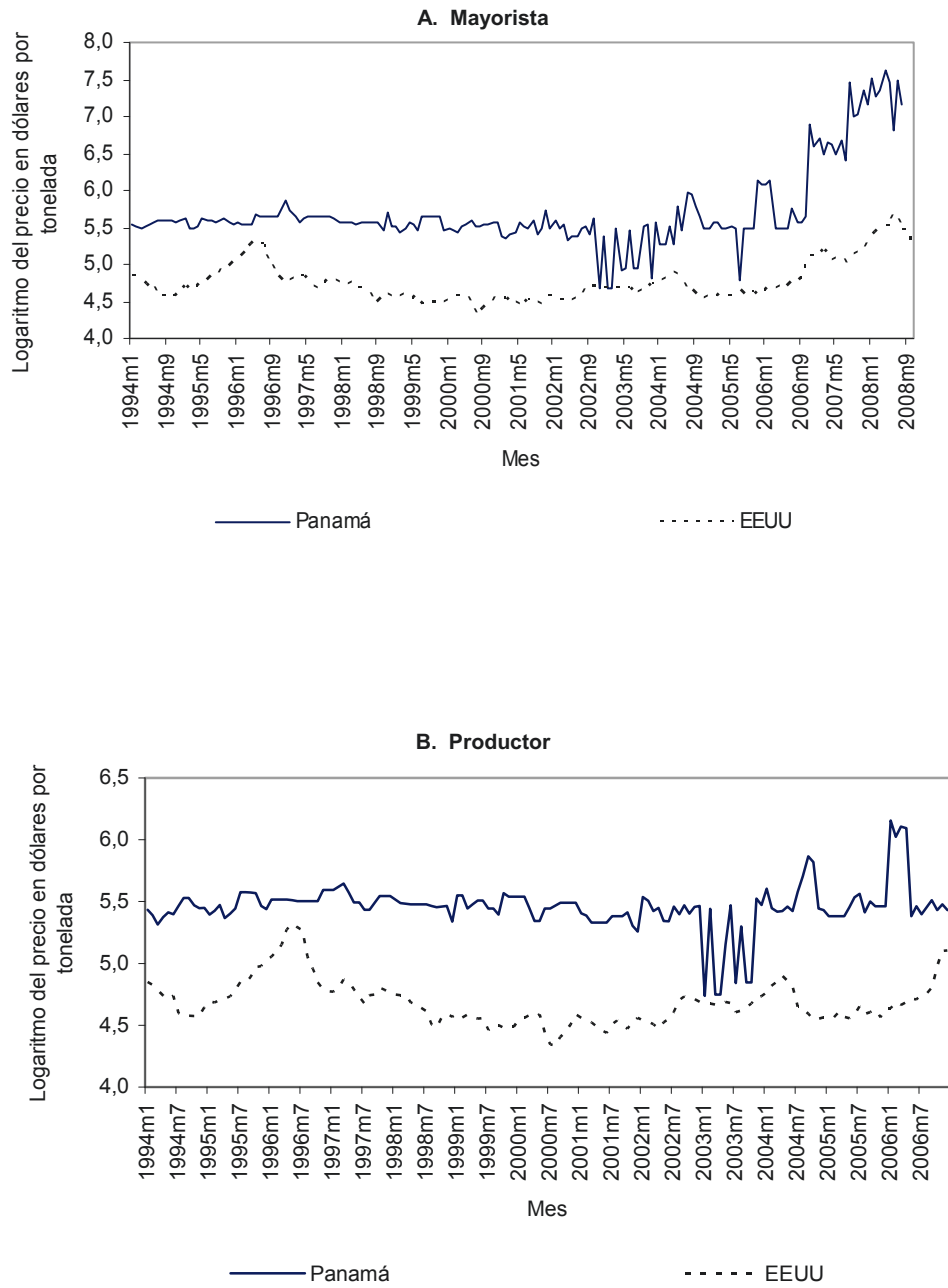 A. Mayorista
Logaritmo del precio en dólares por
tonelada
8,0
7,5
7,0
6,5
6,0
5,5
5,0
4,5
4,0
1994m1
1994m9
1995m5
1996m1
1996m9
1997m5
1998m1
1998m9
1999m5
2000m1
2000m9
2001m5
2002m1
2002m9
2003m5
2004m1
2004m9
2005m5
2006m1
2006m9
2007m5
2008m1
2008m9
Mes
Panamá
EEUU
B. Productor
Logaritmo del precio en dólares por
tonelada
6,5
6,0
5,5
5,0
4,5
4,0
1994m1
1994m7
1995m1
1995m7
1996m1
1996m7
1997m1
1997m7
1998m1
1998m7
1999m1
1999m7
2000m1
2000m7
2001m1
2001m7
2002m1
2002m7
2003m1
2003m7
2004m1
2004m7
2005m1
2005m7
2006m1
2006m7
Mes
Panamá
EEUU